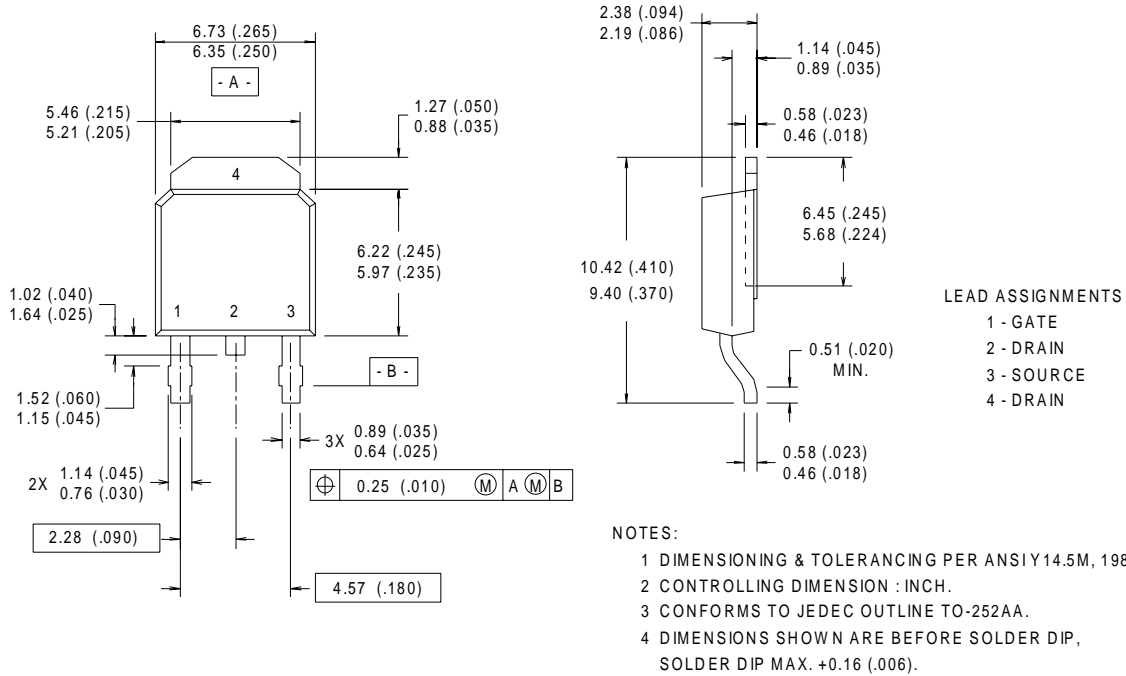 6.73 (.265)
6.35 (.250)
- A -
5.46 (.215)
5.21 (.205)
1.27 (.050)
0.88 (.035)
4
6.22 (.245)
5.97 (.235)
1.02 (.040)
1.64 (.025)
1 2 3
- B -
1.52 (.060)
1.15 (.045)
3X 0.89 (.035)
0.64 (.025)
2X 1.14 (.045)
0.76 (.030)
⌖ 0.25 (.010) Ⓜ A Ⓜ B
2.28 (.090)
4.57 (.180)
2.38 (.094)
2.19 (.086)
1.14 (.045)
0.89 (.035)
0.58 (.023)
0.46 (.018)
6.45 (.245)
5.68 (.224)
10.42 (.410)
9.40 (.370)
0.51 (.020)
MIN.
0.58 (.023)
0.46 (.018)
LEAD ASSIGNMENTS
1 - GATE
2 - DRAIN
3 - SOURCE
4 - DRAIN
NOTES:
1 DIMENSIONING & TOLERANCING PER ANSI Y14.5M, 198
2 CONTROLLING DIMENSION : INCH.
3 CONFORMS TO JEDEC OUTLINE TO-252AA.
4 DIMENSIONS SHOWN ARE BEFORE SOLDER DIP,
SOLDER DIP MAX. +0.16 (.006).